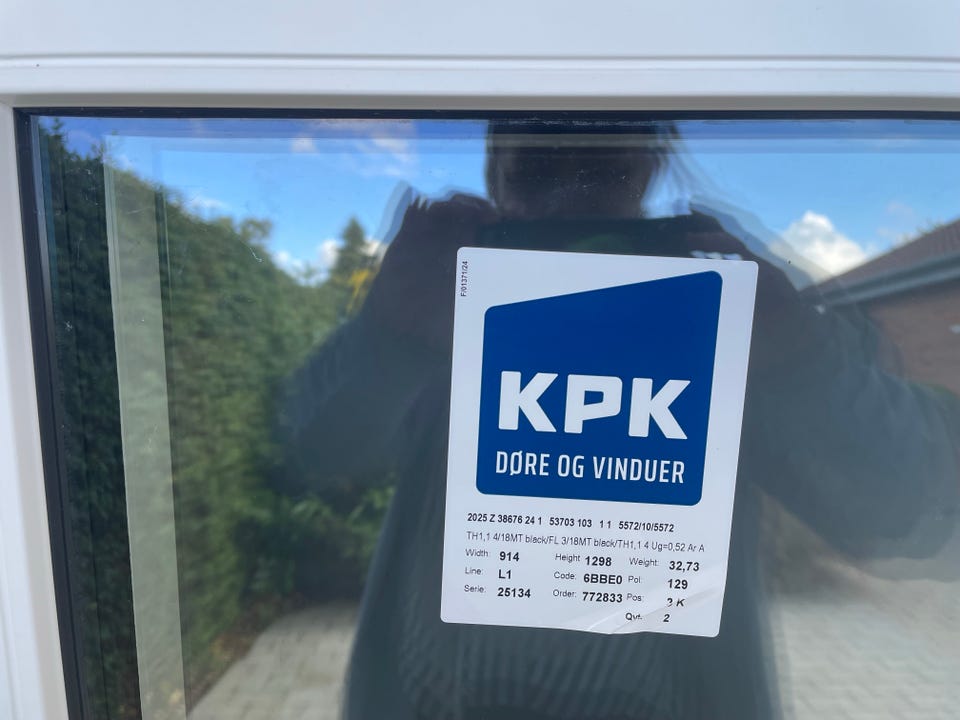 F/01371/24
KPK
DØRE OG VINDUER
2025 Z 38676 24 1 53703 103 1 1 5572/10/5572
TH1,1 4/18MT black/FL 3/18MT black/TH1,1 4 Ug=0,52 Ar A
Width: 914 Height: 1298 Weight: 32,73
Line: L1 Code: 6BBE0 Pol: 129
Serie: 25134 Order: 772833 Pos: K
Qyt: 2